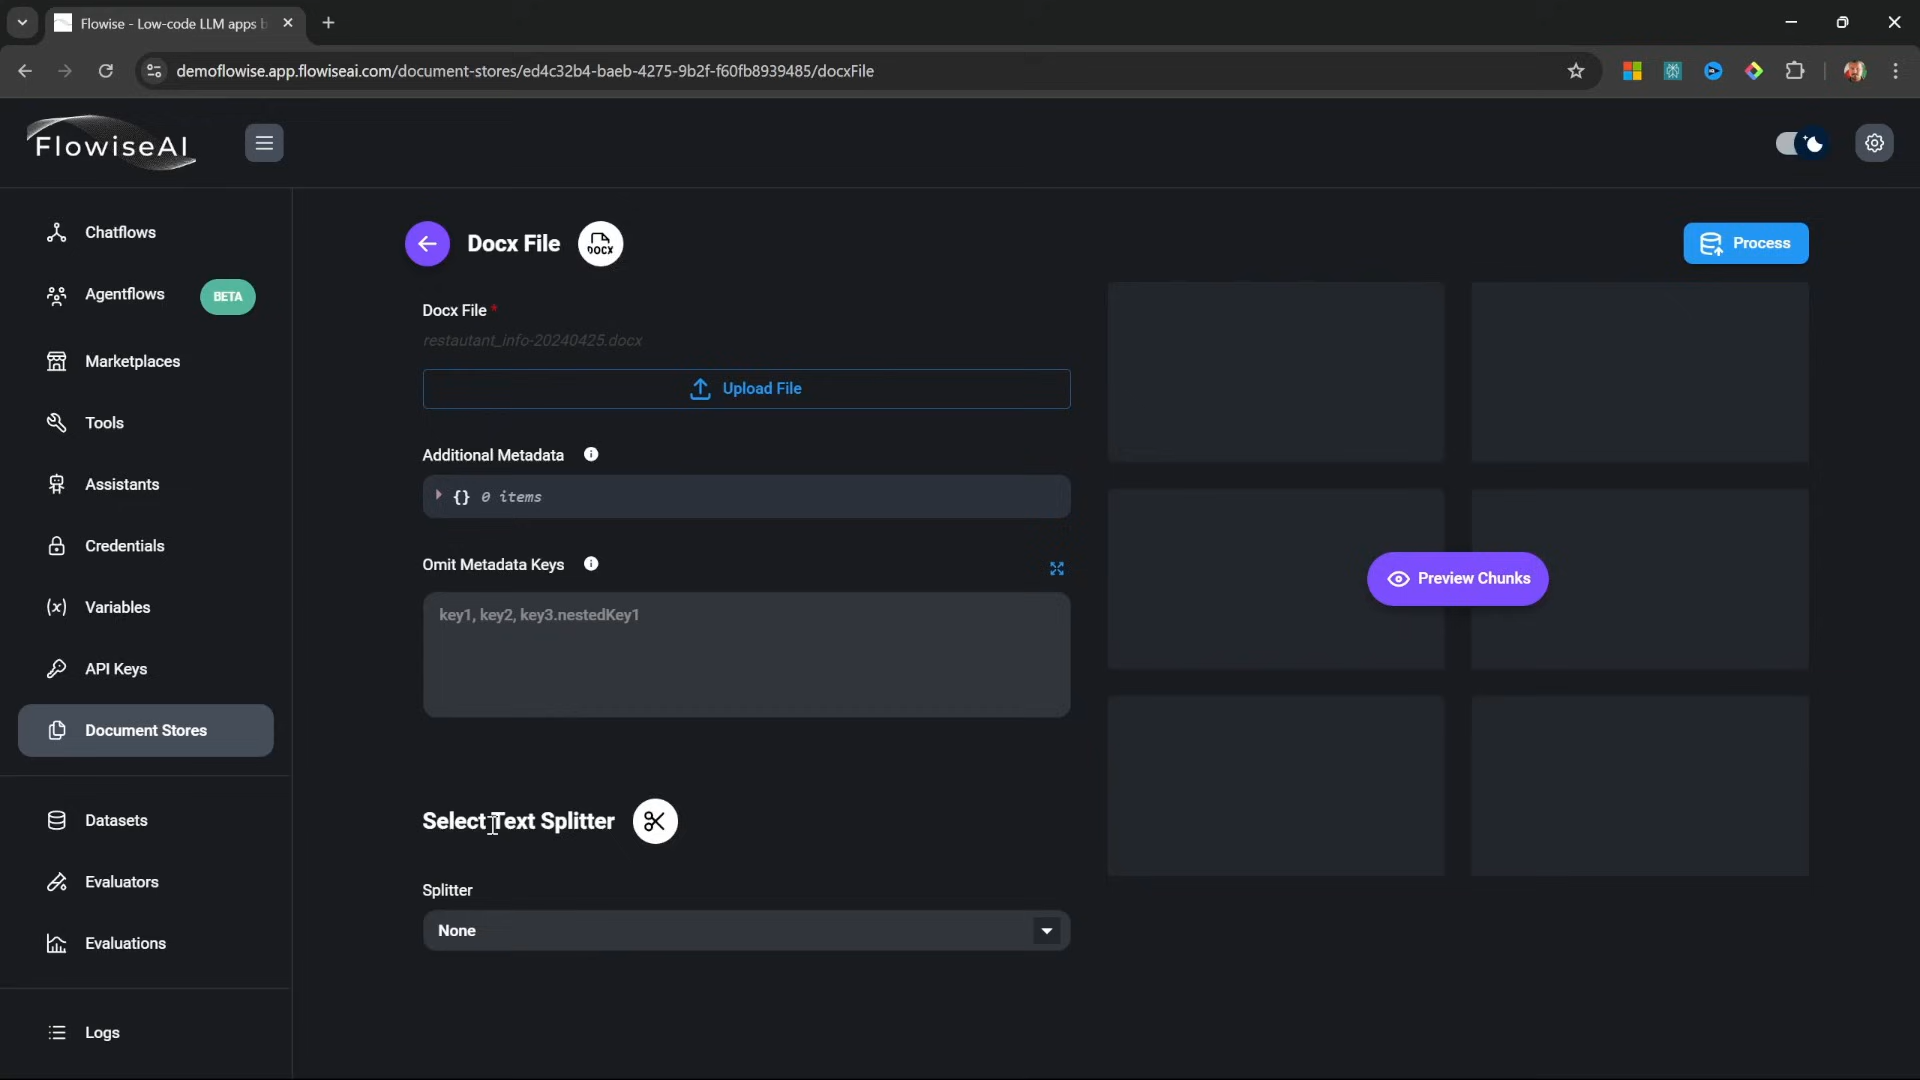 Flowise - Low-code LLM apps b
demoflowise.app.flowiseai.com/document-stores/ed4c32b4-baeb-4275-9b2f-f60fb8939485/docxFile
FlowiseAI
Chatflows
Agentflows
BETA
Marketplaces
Tools
Assistants
Credentials
Variables
API Keys
Document Stores
Datasets
Evaluators
Evaluations
Logs
Docx File
DOCX
Process
Docx File *
restautant_info-20240425.docx
Upload File
Additional Metadata
{} 0 items
Omit Metadata Keys
key1, key2, key3.nestedKey1
Preview Chunks
Select Text Splitter
Splitter
None